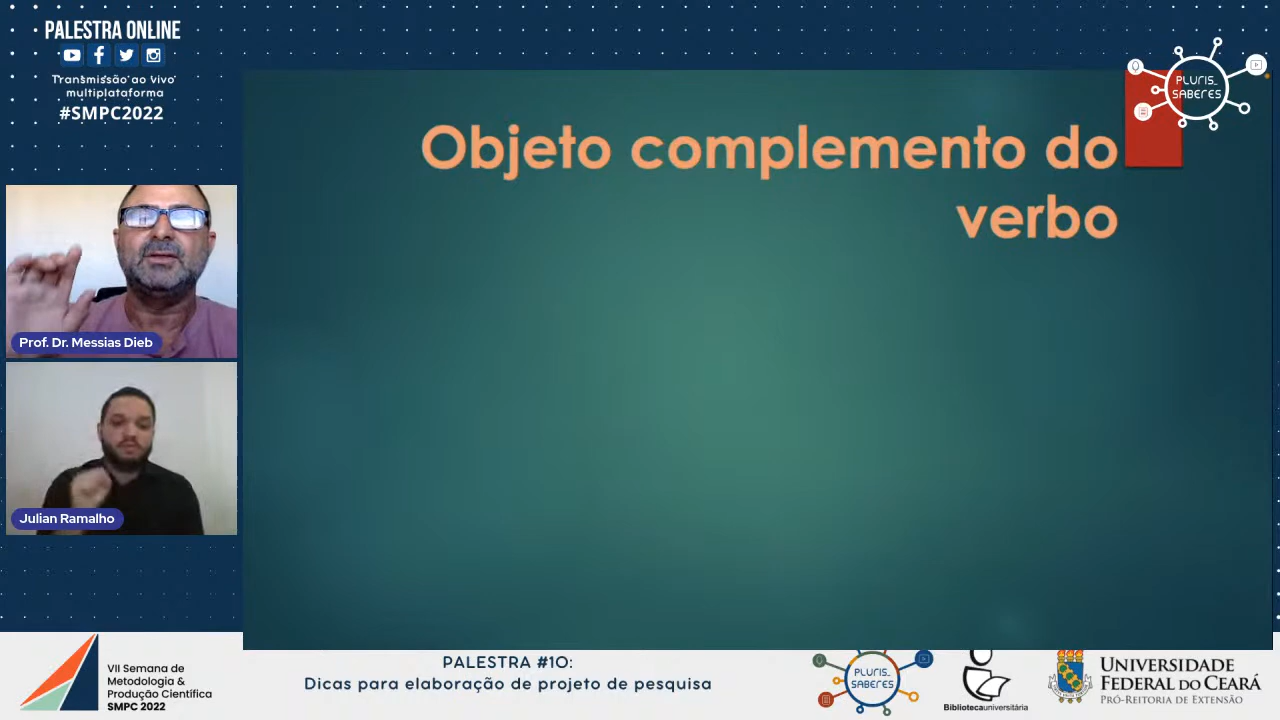 PALESTRA ONLINE
Transmissão ao vivo
multiplataforma
#SMPC2022
PLURIS_
SABERES
Objeto complemento do
verbo
Prof. Dr. Messias Dieb
Julian Ramalho
VII Semana de
Metodologia &
Produção Científica
SMPC 2022
PALESTRA #10:
Dicas para elaboração de projeto de pesquisa
PLURIS_
SABERES
Bibliotecauniversitária
UNIVERSIDADE
FEDERAL DO CEARÁ
PRÓ-REITORIA DE EXTENSÃO